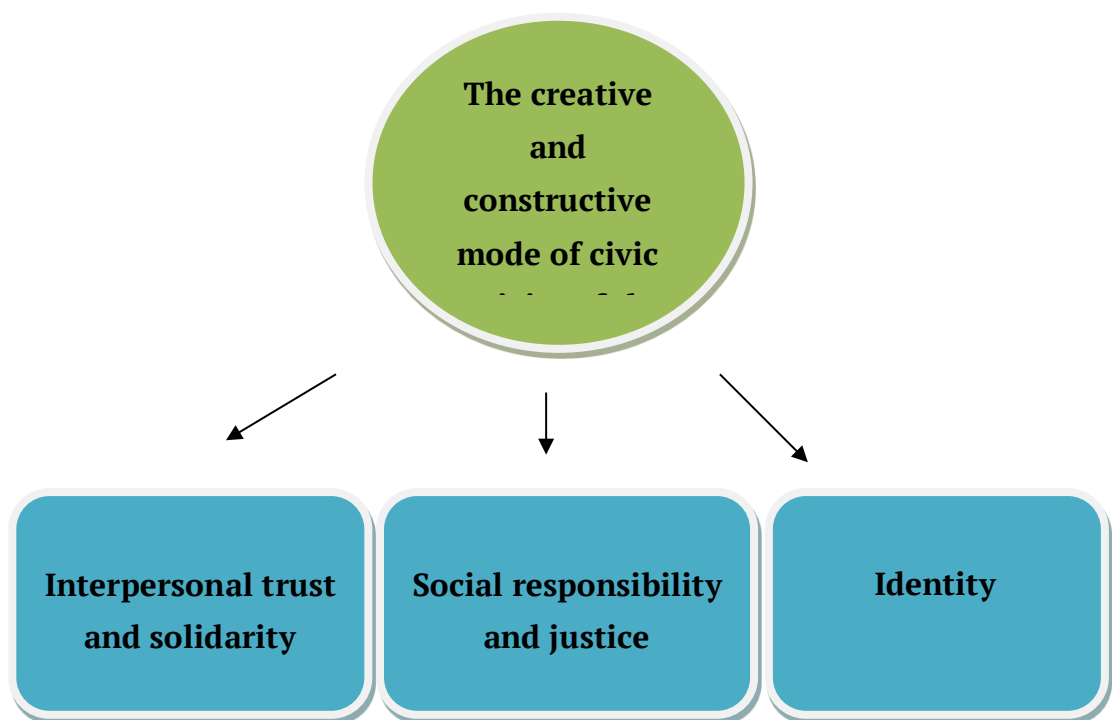 The creative
and
constructive
mode of civic
Interpersonal trust
and solidarity
Social responsibility
and justice
Identity